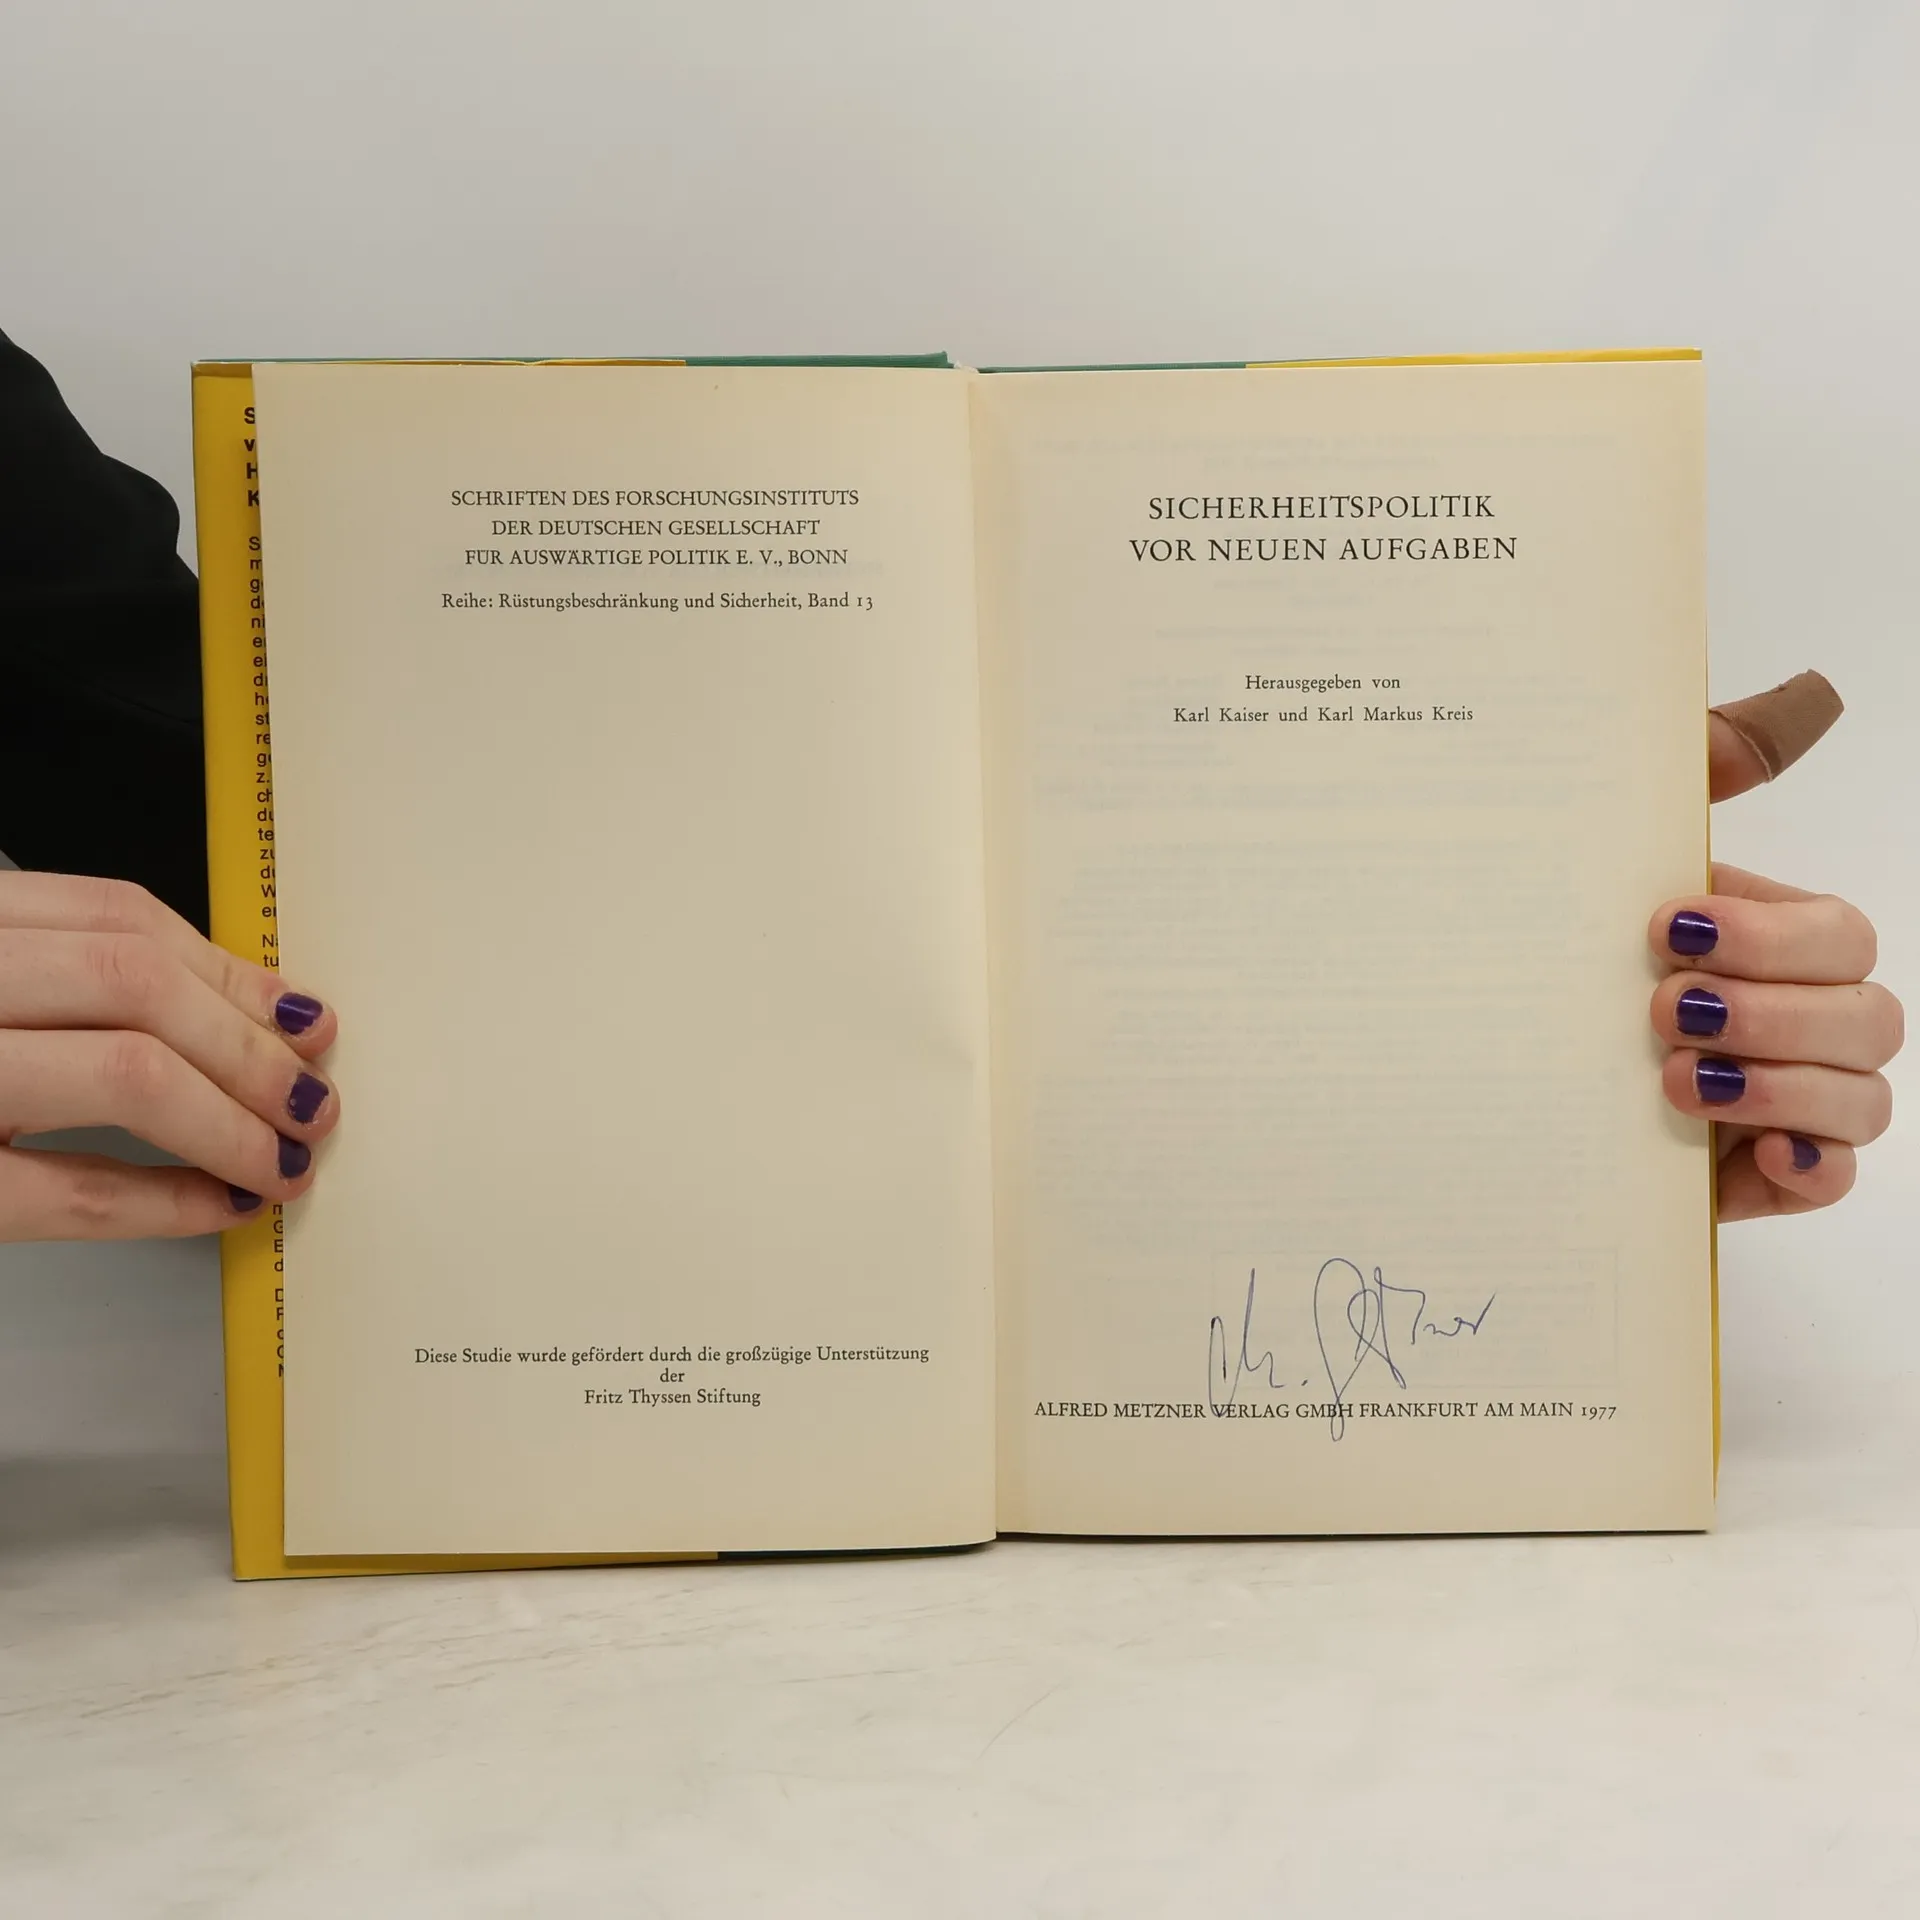 SCHRIFTEN DES FORSCHUNGSINSTITUTS
DER DEUTSCHEN GESELLSCHAFT
FÜR AUSWÄRTIGE POLITIK E. V., BONN
Reihe: Rüstungsbeschränkung und Sicherheit, Band 13
Diese Studie wurde gefördert durch die großzügige Unterstützung
der
Fritz Thyssen Stiftung
SICHERHEITSPOLITIK
VOR NEUEN AUFGABEN
Herausgegeben von
Karl Kaiser und Karl Markus Kreis
ALFRED METZNER VERLAG GMBH FRANKFURT AM MAIN 1977